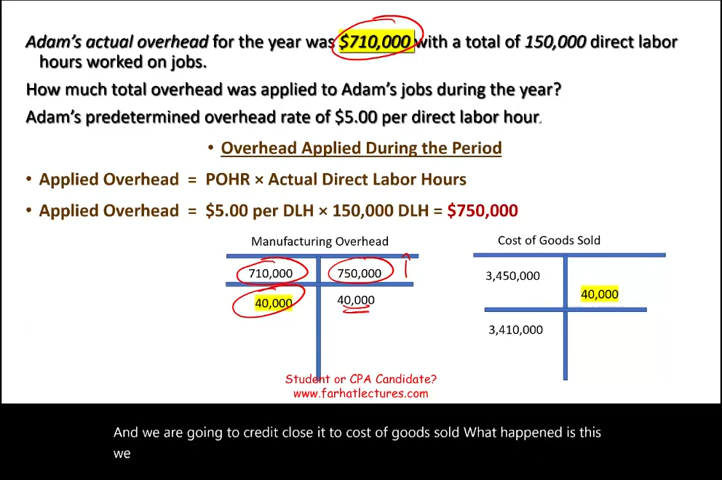 Adam's actual overhead for the year was $710,000 with a total of 150,000 direct labor
hours worked on jobs.
How much total overhead was applied to Adam's jobs during the year?
Adam's predetermined overhead rate of $5.00 per direct labor hour.
• Overhead Applied During the Period
• Applied Overhead = POHR × Actual Direct Labor Hours
• Applied Overhead = $5.00 per DLH × 150,000 DLH = $750,000
Manufacturing Overhead
710,000 750,000
40,000 40,000
Cost of Goods Sold
3,450,000
40,000
3,410,000
Student or CPA Candidate?
www.farhatlectures.com
And we are going to credit close it to cost of goods sold What happened is this
we